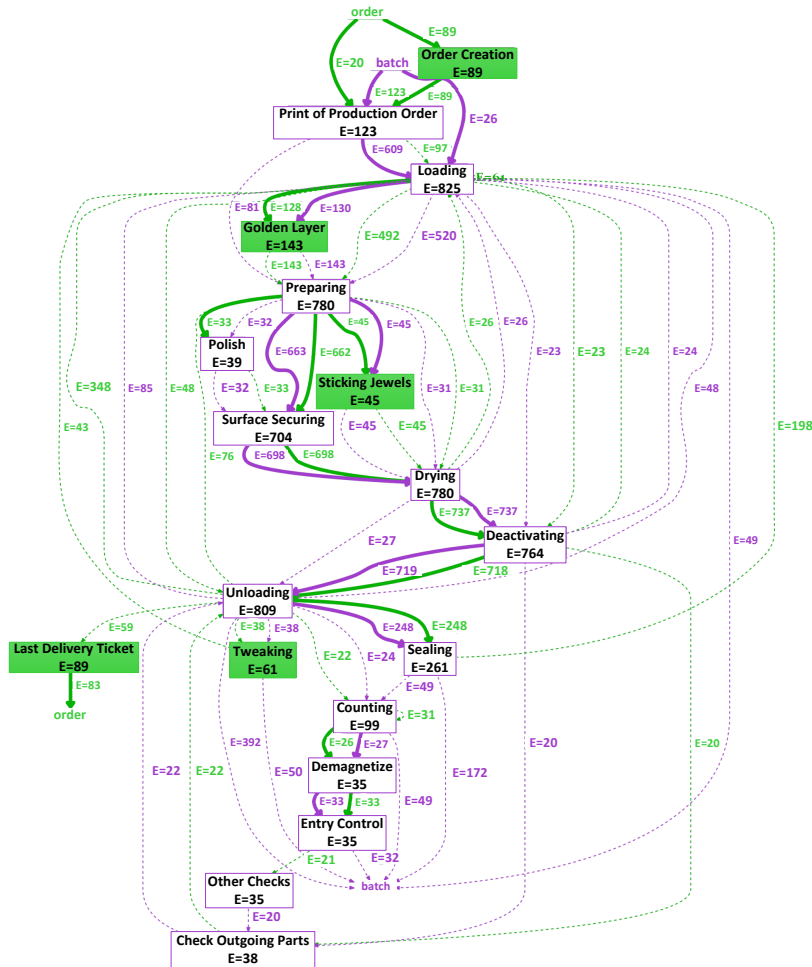 order
E=89
Order Creation
E=89
E=20
batch
E=123
E=89
E=26
Print of Production Order
E=123
E=609
E=97
Loading
E=825
E=61
E=81
E=128
E=130
Golden Layer
E=143
E=492
E=520
E=143
E=143
Preparing
E=780
E=33
E=32
E=45
E=45
E=26
E=26
Polish
E=39
E=663
E=662
E=23
E=23
E=24
E=24
E=348
E=85
E=48
E=32
E=33
Sticking Jewels
E=45
E=31
E=31
E=48
E=43
Surface Securing
E=704
E=45
E=45
E=198
E=76
E=698
E=698
Drying
E=780
E=737
E=737
E=27
Deactivating
E=764
E=49
E=719
E=718
Unloading
E=809
E=59
E=38
E=38
E=248
E=248
Last Delivery Ticket
E=89
Tweaking
E=61
E=22
E=24
Sealing
E=261
E=83
E=49
order
Counting
E=99
E=31
E=392
E=26
E=27
E=20
E=20
E=22
E=22
E=50
Demagnetize
E=35
E=172
E=33
E=33
E=49
Entry Control
E=35
E=21
E=32
Other Checks
E=35
batch
E=20
Check Outgoing Parts
E=38